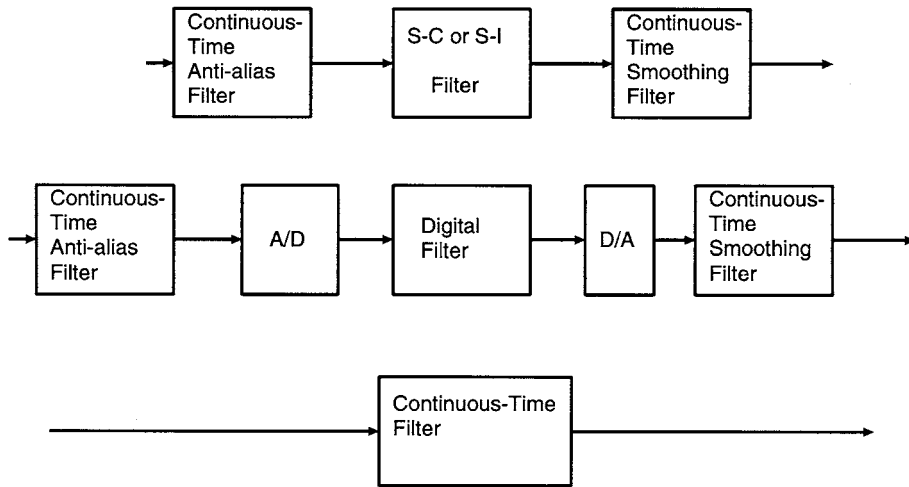 Continuous-
Time
Anti-alias
Filter
S-C or S-I
Filter
Continuous-
Time
Smoothing
Filter
Continuous-
Time
Anti-alias
Filter
A/D
Digital
Filter
D/A
Continuous-
Time
Smoothing
Filter
Continuous-Time
Filter